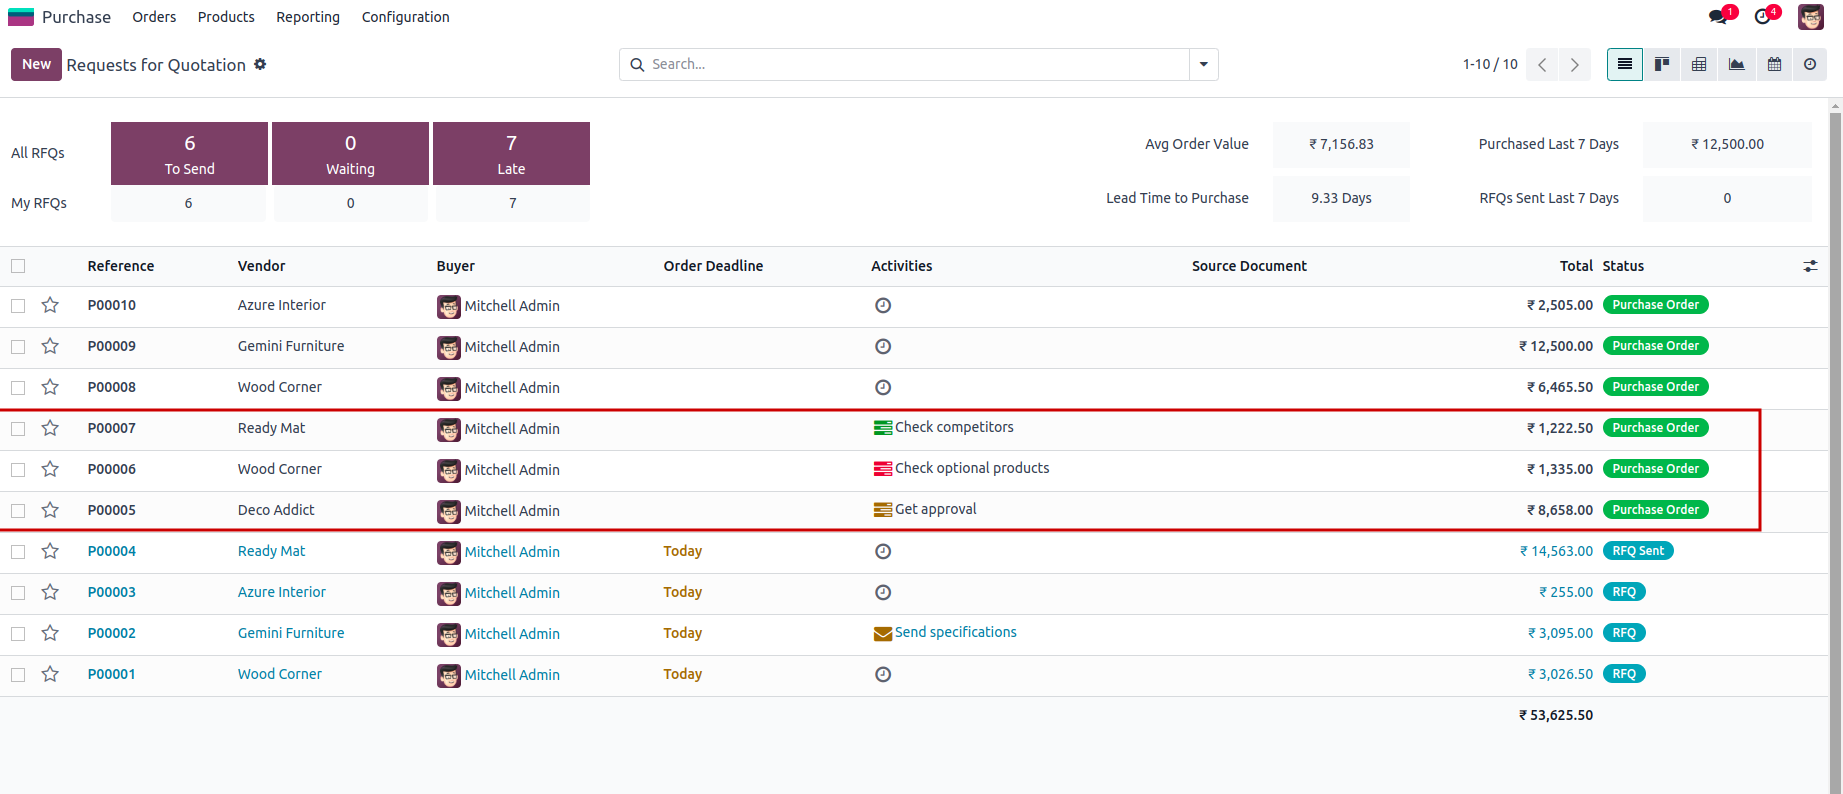 Purchase Orders Products Reporting Configuration 1 4
New Requests for Quotation Search... 1-10 / 10
All RFQs 6 To Send 0 Waiting 7 Late
My RFQs 6 0 7
Avg Order Value ₹ 7,156.83 Purchased Last 7 Days ₹ 12,500.00
Lead Time to Purchase 9.33 Days RFQs Sent Last 7 Days 0
Reference Vendor Buyer Order Deadline Activities Source Document Total Status
P00010 Azure Interior Mitchell Admin ₹ 2,505.00 Purchase Order
P00009 Gemini Furniture Mitchell Admin ₹ 12,500.00 Purchase Order
P00008 Wood Corner Mitchell Admin ₹ 6,465.50 Purchase Order
P00007 Ready Mat Mitchell Admin Check competitors ₹ 1,222.50 Purchase Order
P00006 Wood Corner Mitchell Admin Check optional products ₹ 1,335.00 Purchase Order
P00005 Deco Addict Mitchell Admin Get approval ₹ 8,658.00 Purchase Order
P00004 Ready Mat Mitchell Admin Today ₹ 14,563.00 RFQ Sent
P00003 Azure Interior Mitchell Admin Today ₹ 255.00 RFQ
P00002 Gemini Furniture Mitchell Admin Today Send specifications ₹ 3,095.00 RFQ
P00001 Wood Corner Mitchell Admin Today ₹ 3,026.50 RFQ
₹ 53,625.50